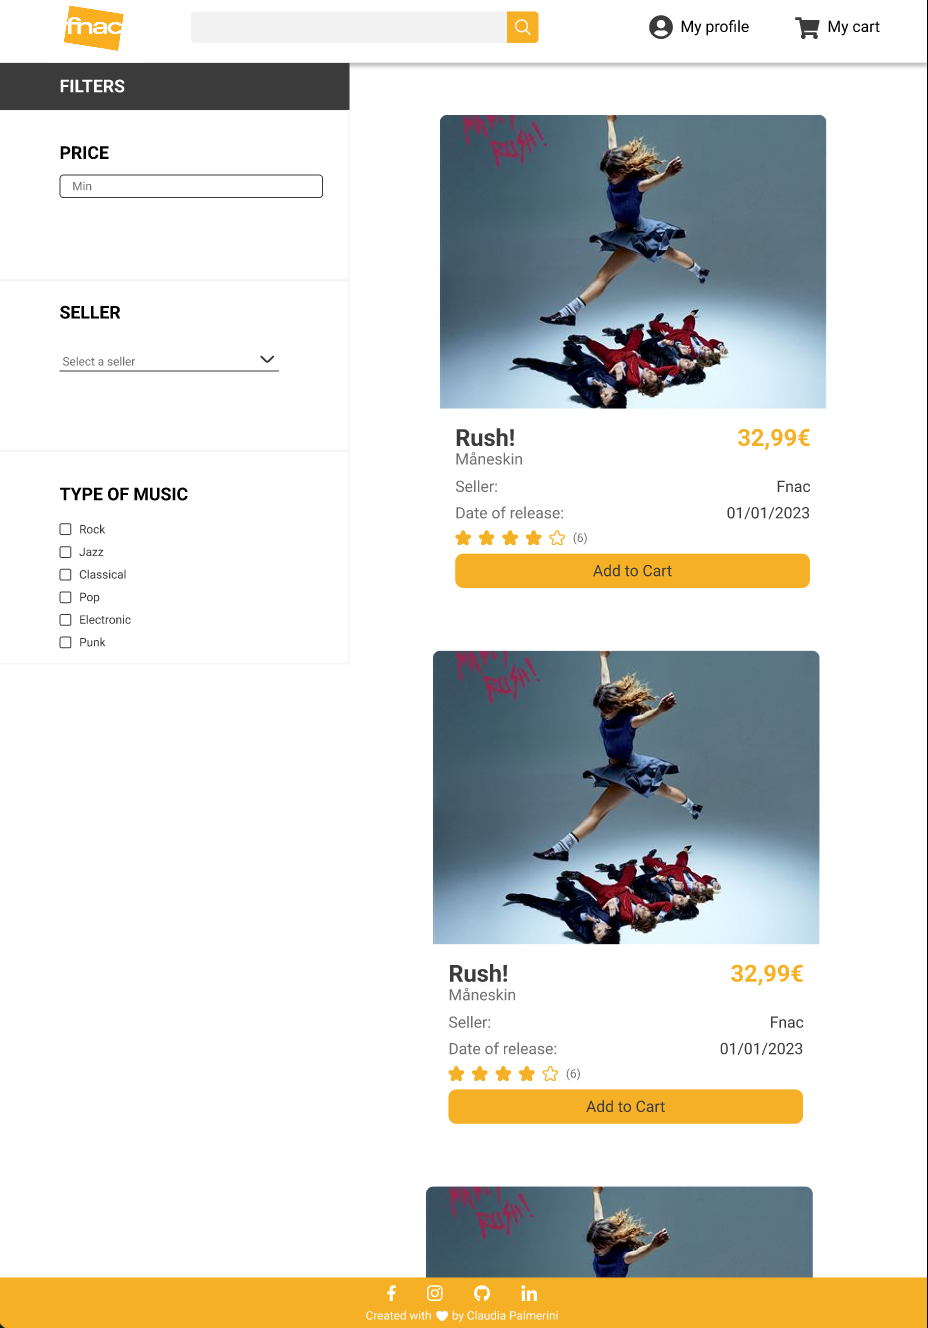 fnac
My profile
My cart
FILTERS
PRICE
Min
SELLER
Select a seller
TYPE OF MUSIC
Rock
Jazz
Classical
Pop
Electronic
Punk
RUSH!
Rush!
32,99€
Måneskin
Seller:
Fnac
Date of release:
01/01/2023
(6)
Add to Cart
RUSH!
Rush!
32,99€
Måneskin
Seller:
Fnac
Date of release:
01/01/2023
(6)
Add to Cart
RUSH!
Created with
by Claudia Palmerini